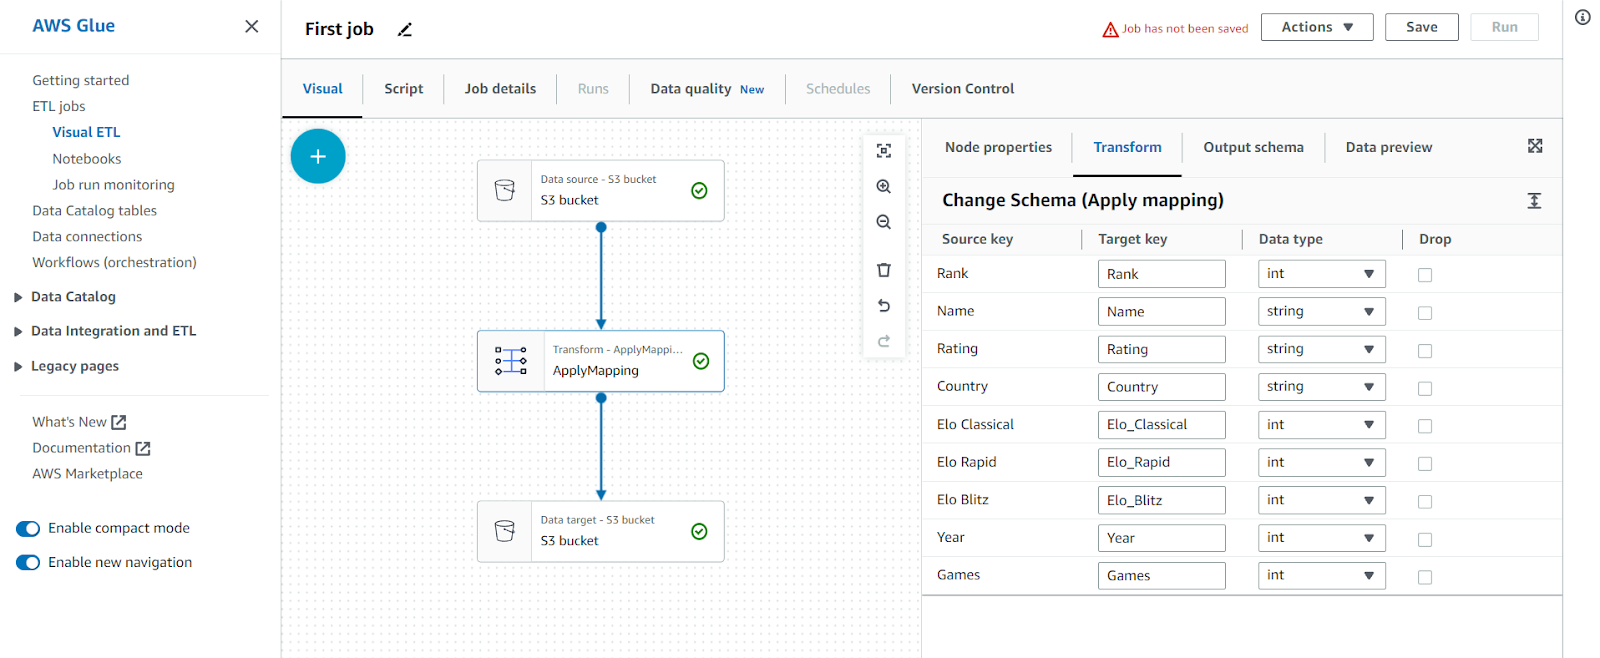 AWS Glue
Getting started
ETL jobs
Visual ETL
Notebooks
Job run monitoring
Data Catalog tables
Data connections
Workflows (orchestration)
Data Catalog
Data Integration and ETL
Legacy pages
What's New
Documentation
AWS Marketplace
Enable compact mode
Enable new navigation
First job
Job has not been saved
Actions
Save
Run
Visual Script Job details Runs Data quality New Schedules Version Control
Data source - S3 bucket
S3 bucket
Transform - ApplyMappi...
ApplyMapping
Data target - S3 bucket
S3 bucket
Node properties Transform Output schema Data preview
Change Schema (Apply mapping)
Source key Target key Data type Drop
Rank Rank int
Name Name string
Rating Rating string
Country Country string
Elo Classical Elo_Classical int
Elo Rapid Elo_Rapid int
Elo Blitz Elo_Blitz int
Year Year int
Games Games int